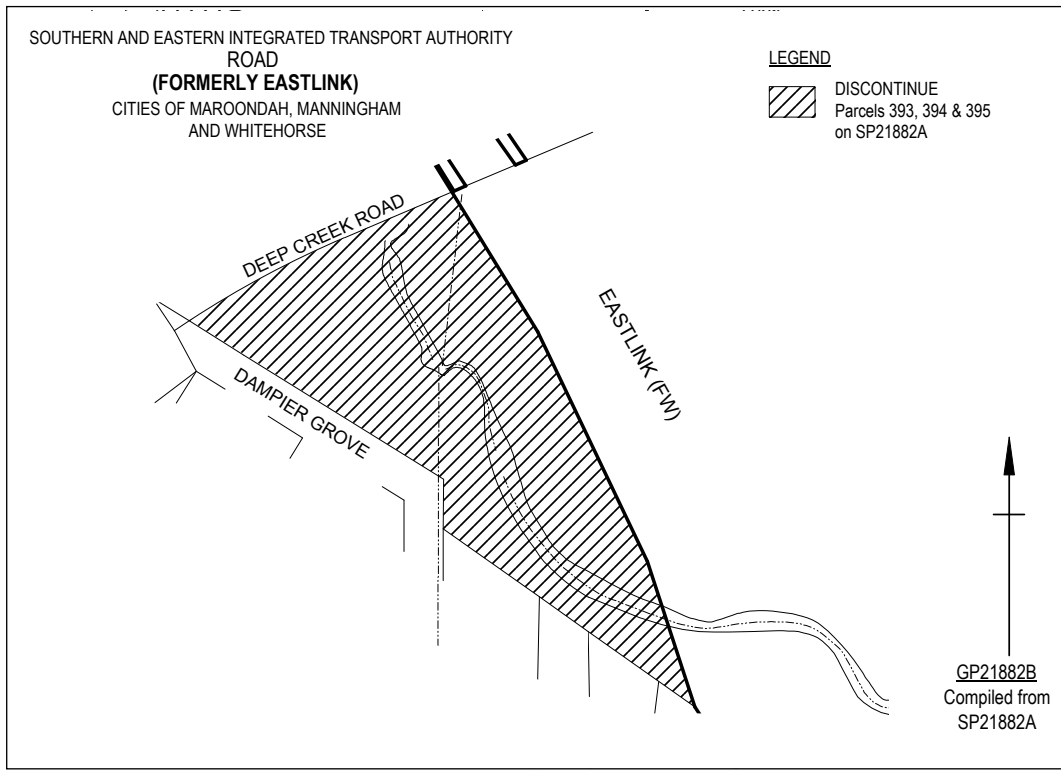 SOUTHERN AND EASTERN INTEGRATED TRANSPORT AUTHORITY
ROAD
(FORMERLY EASTLINK)
CITIES OF MAROONDAH, MANNINGHAM
AND WHITEHORSE
LEGEND
DISCONTINUE
Parcels 393, 394 & 395
on SP21882A
DEEP CREEK ROAD
EASTLINK (FW)
DAMPIER GROVE
GP21882B
Compiled from
SP21882A